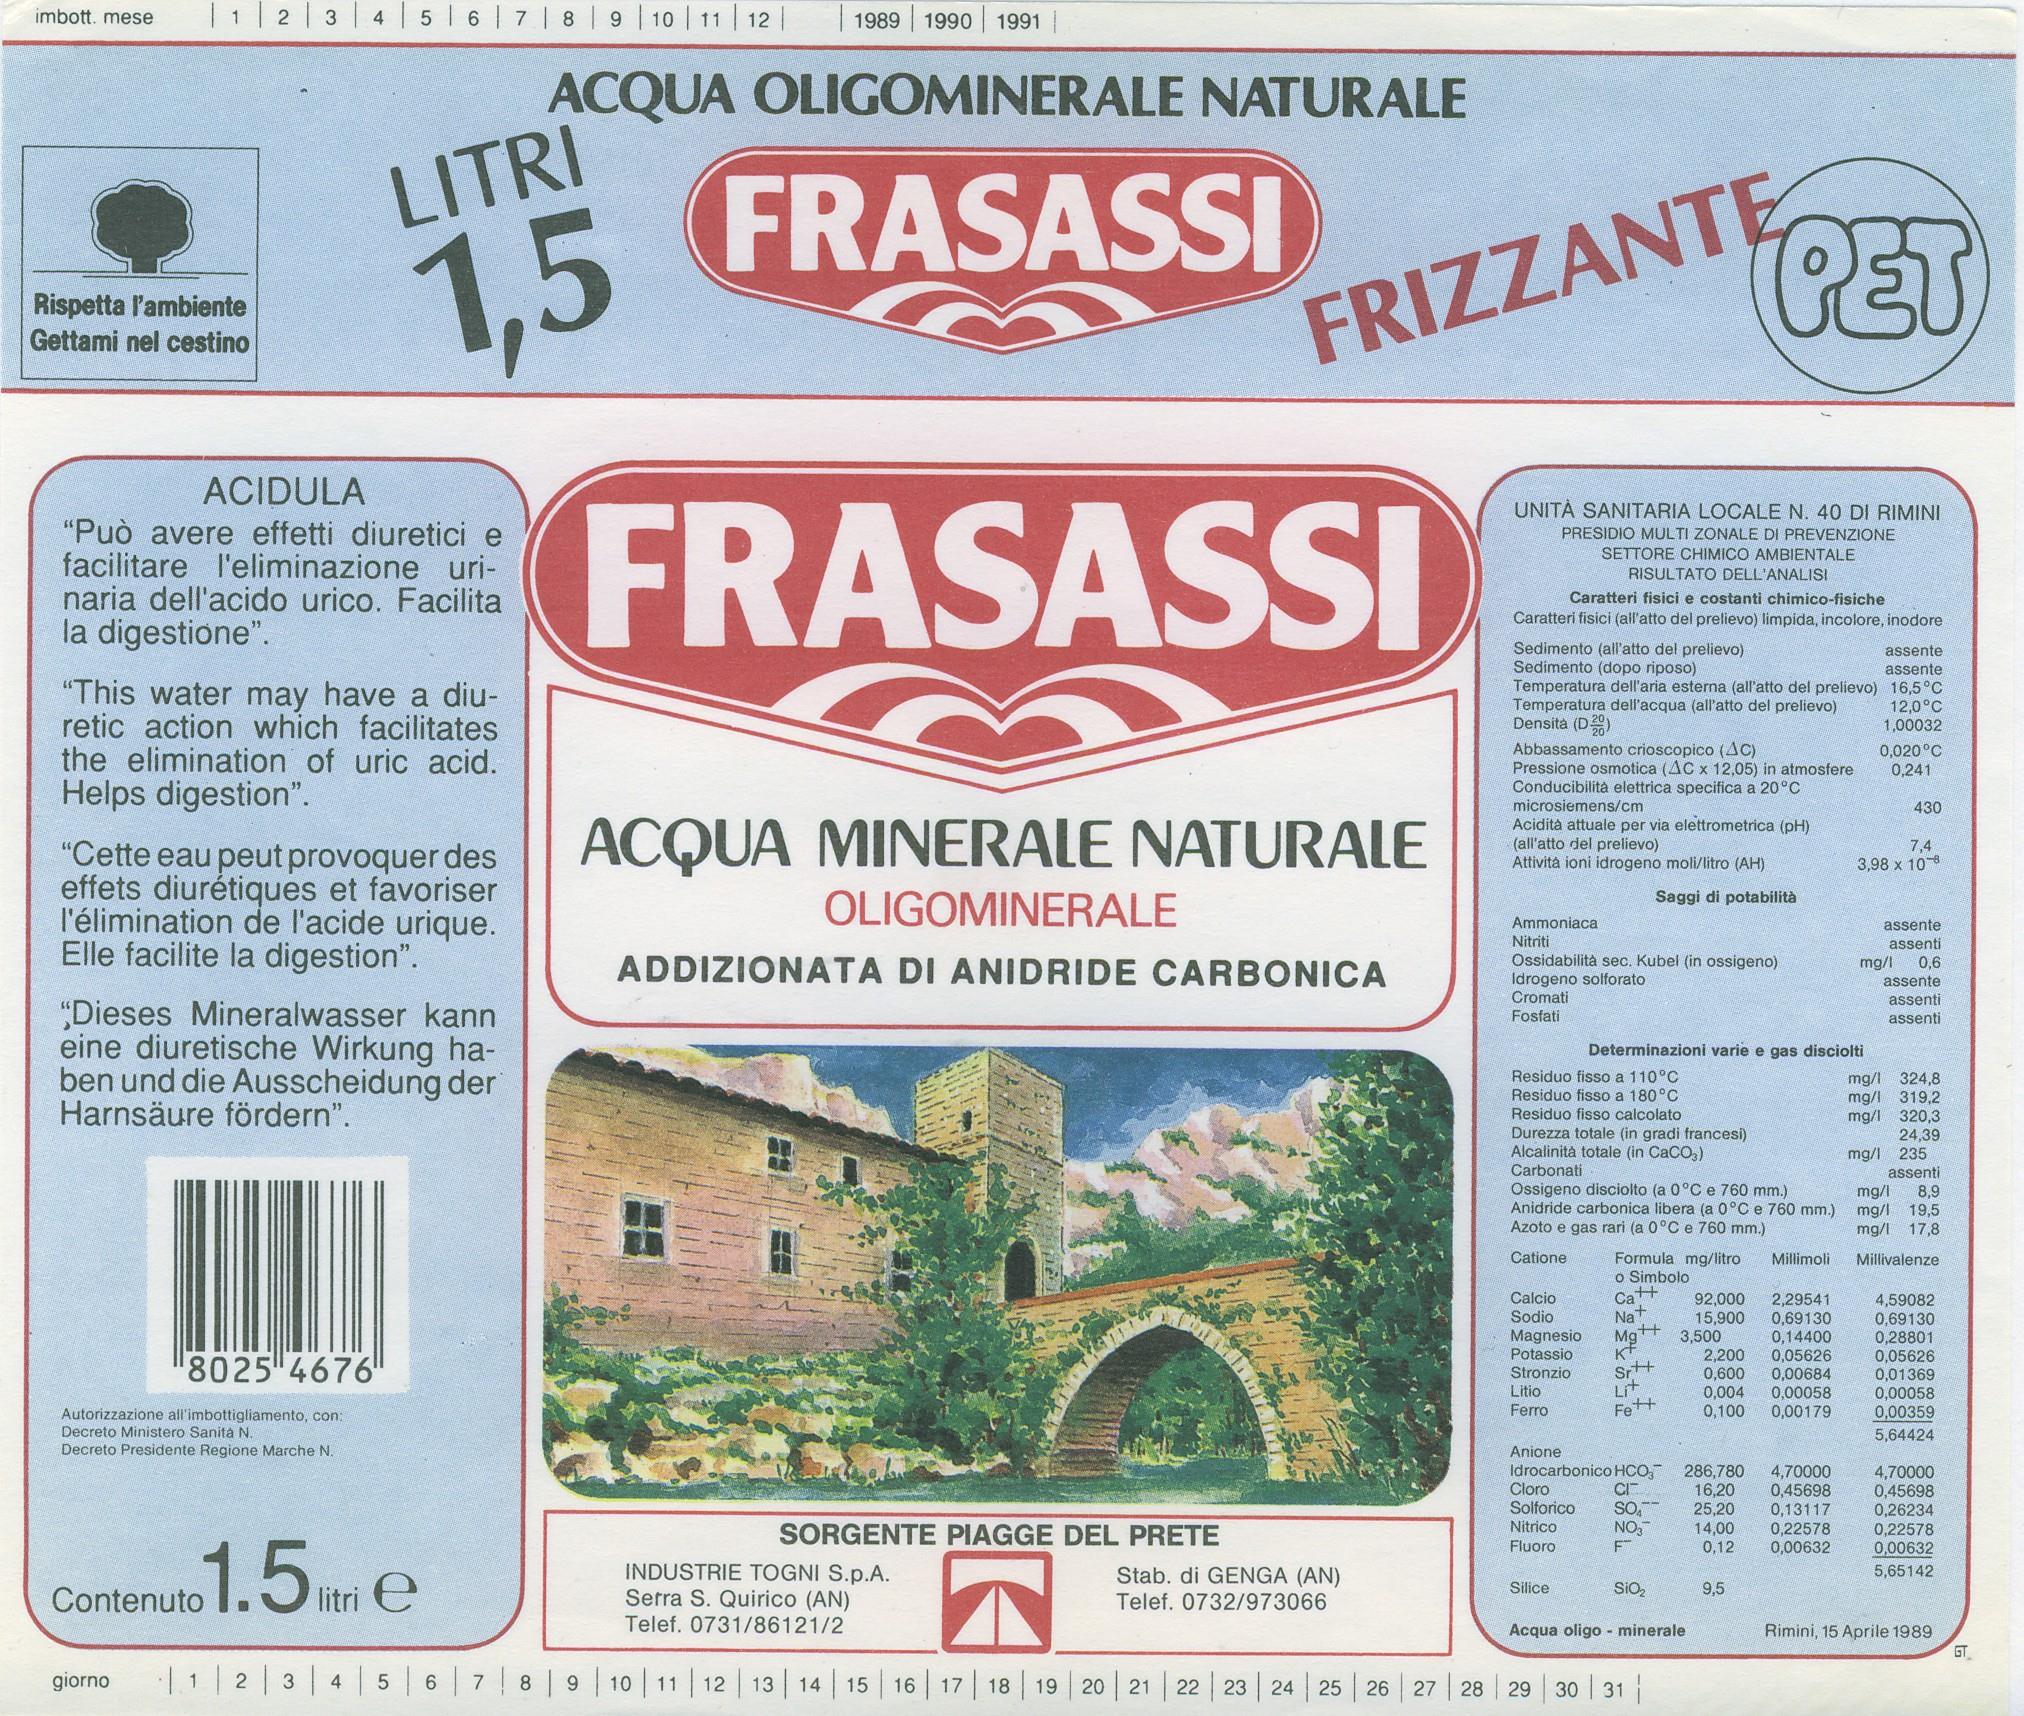 imbott. mese | 1 | 2 | 3 | 4 | 5 | 6 | 7 | 8 | 9 | 10 | 11 | 12 | | 1989 | 1990 | 1991 |
ACQUA OLIGOMINERALE NATURALE
Rispetta l'ambiente
Gettami nel cestino
LITRI
1,5
FRASASSI
FRIZZANTE
PET
ACIDULA
“Può avere effetti diuretici e
facilitare l'eliminazione uri-
naria dell'acido urico. Facilita
la digestione”.
“This water may have a diu-
retic action which facilitates
the elimination of uric acid.
Helps digestion”.
“Cette eau peut provoquer des
effets diurétiques et favoriser
l'élimination de l'acide urique.
Elle facilite la digestion”.
“Dieses Mineralwasser kann
eine diuretische Wirkung ha-
ben und die Ausscheidung der
Harnsäure fördern”.
8025 4676
Autorizzazione all'imbottigliamento, con:
Decreto Ministero Sanità N.
Decreto Presidente Regione Marche N.
Contenuto 1.5 litri e
FRASASSI
ACQUA MINERALE NATURALE
OLIGOMINERALE
ADDIZIONATA DI ANIDRIDE CARBONICA
SORGENTE PIAGGE DEL PRETE
INDUSTRIE TOGNI S.p.A.
Serra S. Quirico (AN)
Telef. 0731/86121/2
Stab. di GENGA (AN)
Telef. 0732/973066
UNITÀ SANITARIA LOCALE N. 40 DI RIMINI
PRESIDIO MULTI ZONALE DI PREVENZIONE
SETTORE CHIMICO AMBIENTALE
RISULTATO DELL'ANALISI
Caratteri fisici e costanti chimico-fisiche
Caratteri fisici (all'atto del prelievo) limpida, incolore, inodore
Sedimento (all'atto del prelievo) assente
Sedimento (dopo riposo) assente
Temperatura dell'aria esterna (all'atto del prelievo) 16,5°C
Temperatura dell'acqua (all'atto del prelievo) 12,0°C
Densità (D 20/20) 1,00032
Abbassamento crioscopico (ΔC) 0,020°C
Pressione osmotica (ΔC x 12,05) in atmosfere 0,241
Conducibilità elettrica specifica a 20°C
microsiemens/cm 430
Acidità attuale per via elettrometrica (pH)
(all'atto del prelievo) 7,4
Attività ioni idrogeno moli/litro (AH) 3,98 x 10⁻⁸
Saggi di potabilità
Ammoniaca assente
Nitriti assenti
Ossidabilità sec. Kubel (in ossigeno) mg/l 0,6
Idrogeno solforato assente
Cromati assenti
Fosfati assenti
Determinazioni varie e gas disciolti
Residuo fisso a 110°C mg/l 324,8
Residuo fisso a 180°C mg/l 319,2
Residuo fisso calcolato mg/l 320,3
Durezza totale (in gradi francesi) 24,39
Alcalinità totale (in CaCO₃) mg/l 235
Carbonati assenti
Ossigeno disciolto (a 0°C e 760 mm.) mg/l 8,9
Anidride carbonica libera (a 0°C e 760 mm.) mg/l 19,5
Azoto e gas rari (a 0°C e 760 mm.) mg/l 17,8
Catione Formula mg/litro Millimoli Millivalenze
o Simbolo
Calcio Ca++ 92,000 2,29541 4,59082
Sodio Na+ 15,900 0,69130 0,69130
Magnesio Mg++ 3,500 0,14400 0,28801
Potassio K+ 2,200 0,05626 0,05626
Stronzio Sr++ 0,600 0,00684 0,01369
Litio Li+ 0,004 0,00058 0,00058
Ferro Fe++ 0,100 0,00179 0,00359
5,64424
Anione
Idrocarbonico HCO₃⁻ 286,780 4,70000 4,70000
Cloro Cl⁻ 16,20 0,45698 0,45698
Solforico SO₄⁻⁻ 25,20 0,13117 0,26234
Nitrico NO₃⁻ 14,00 0,22578 0,22578
Fluoro F⁻ 0,12 0,00632 0,00632
5,65142
Silice SiO₂ 9,5
Acqua oligo - minerale Rimini, 15 Aprile 1989
GT
giorno | 1 | 2 | 3 | 4 | 5 | 6 | 7 | 8 | 9 | 10 | 11 | 12 | 13 | 14 | 15 | 16 | 17 | 18 | 19 | 20 | 21 | 22 | 23 | 24 | 25 | 26 | 27 | 28 | 29 | 30 | 31 |